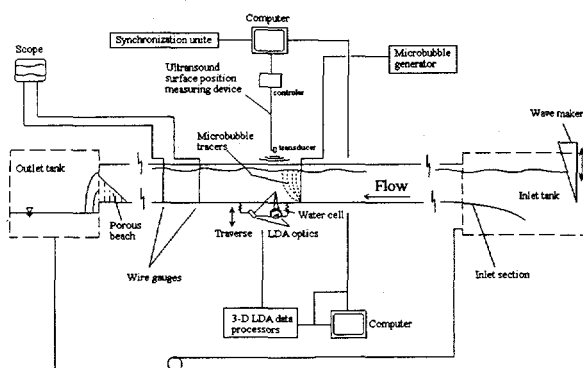 Computer
Synchronization unite
Microbubble
generator
Scope
Ultrasound
surface position
measuring device
controler
Wave maker
Microbubble
tracers
transducer
Outlet tank
Flow
Inlet tank
Porous
beach
Traverse
Water cell
LDA optics
Wire gauges
Inlet section
3-D LDA data
processors
Computer